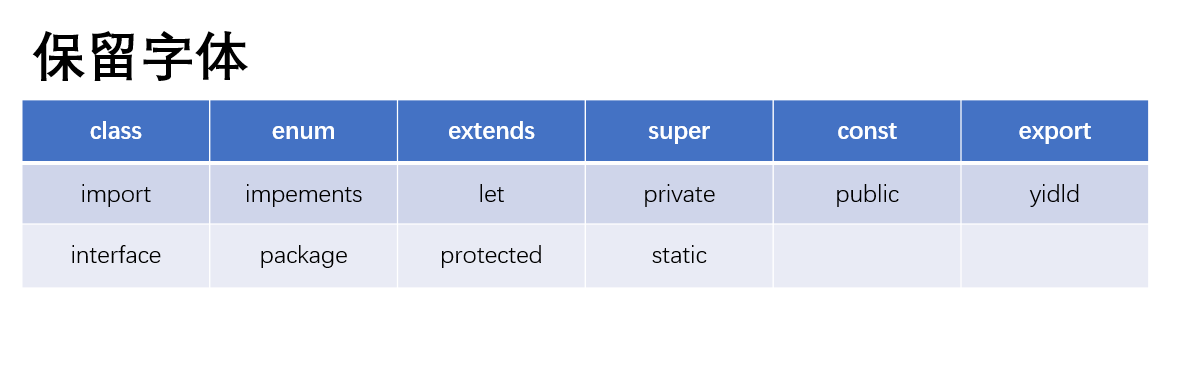 保留字体
class enum extends super const export
import impements let private public yidld
interface package protected static